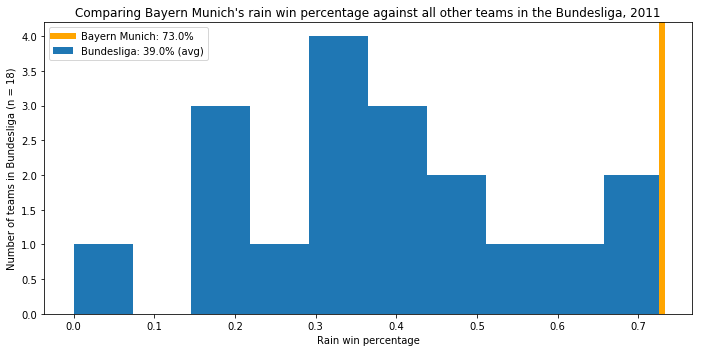 Comparing Bayern Munich's rain win percentage against all other teams in the Bundesliga, 2011
Bayern Munich: 73.0%
Bundesliga: 39.0% (avg)
Number of teams in Bundesliga (n = 18)
4.0
3.5
3.0
2.5
2.0
1.5
1.0
0.5
0.0
0.0 0.1 0.2 0.3 0.4 0.5 0.6 0.7
Rain win percentage